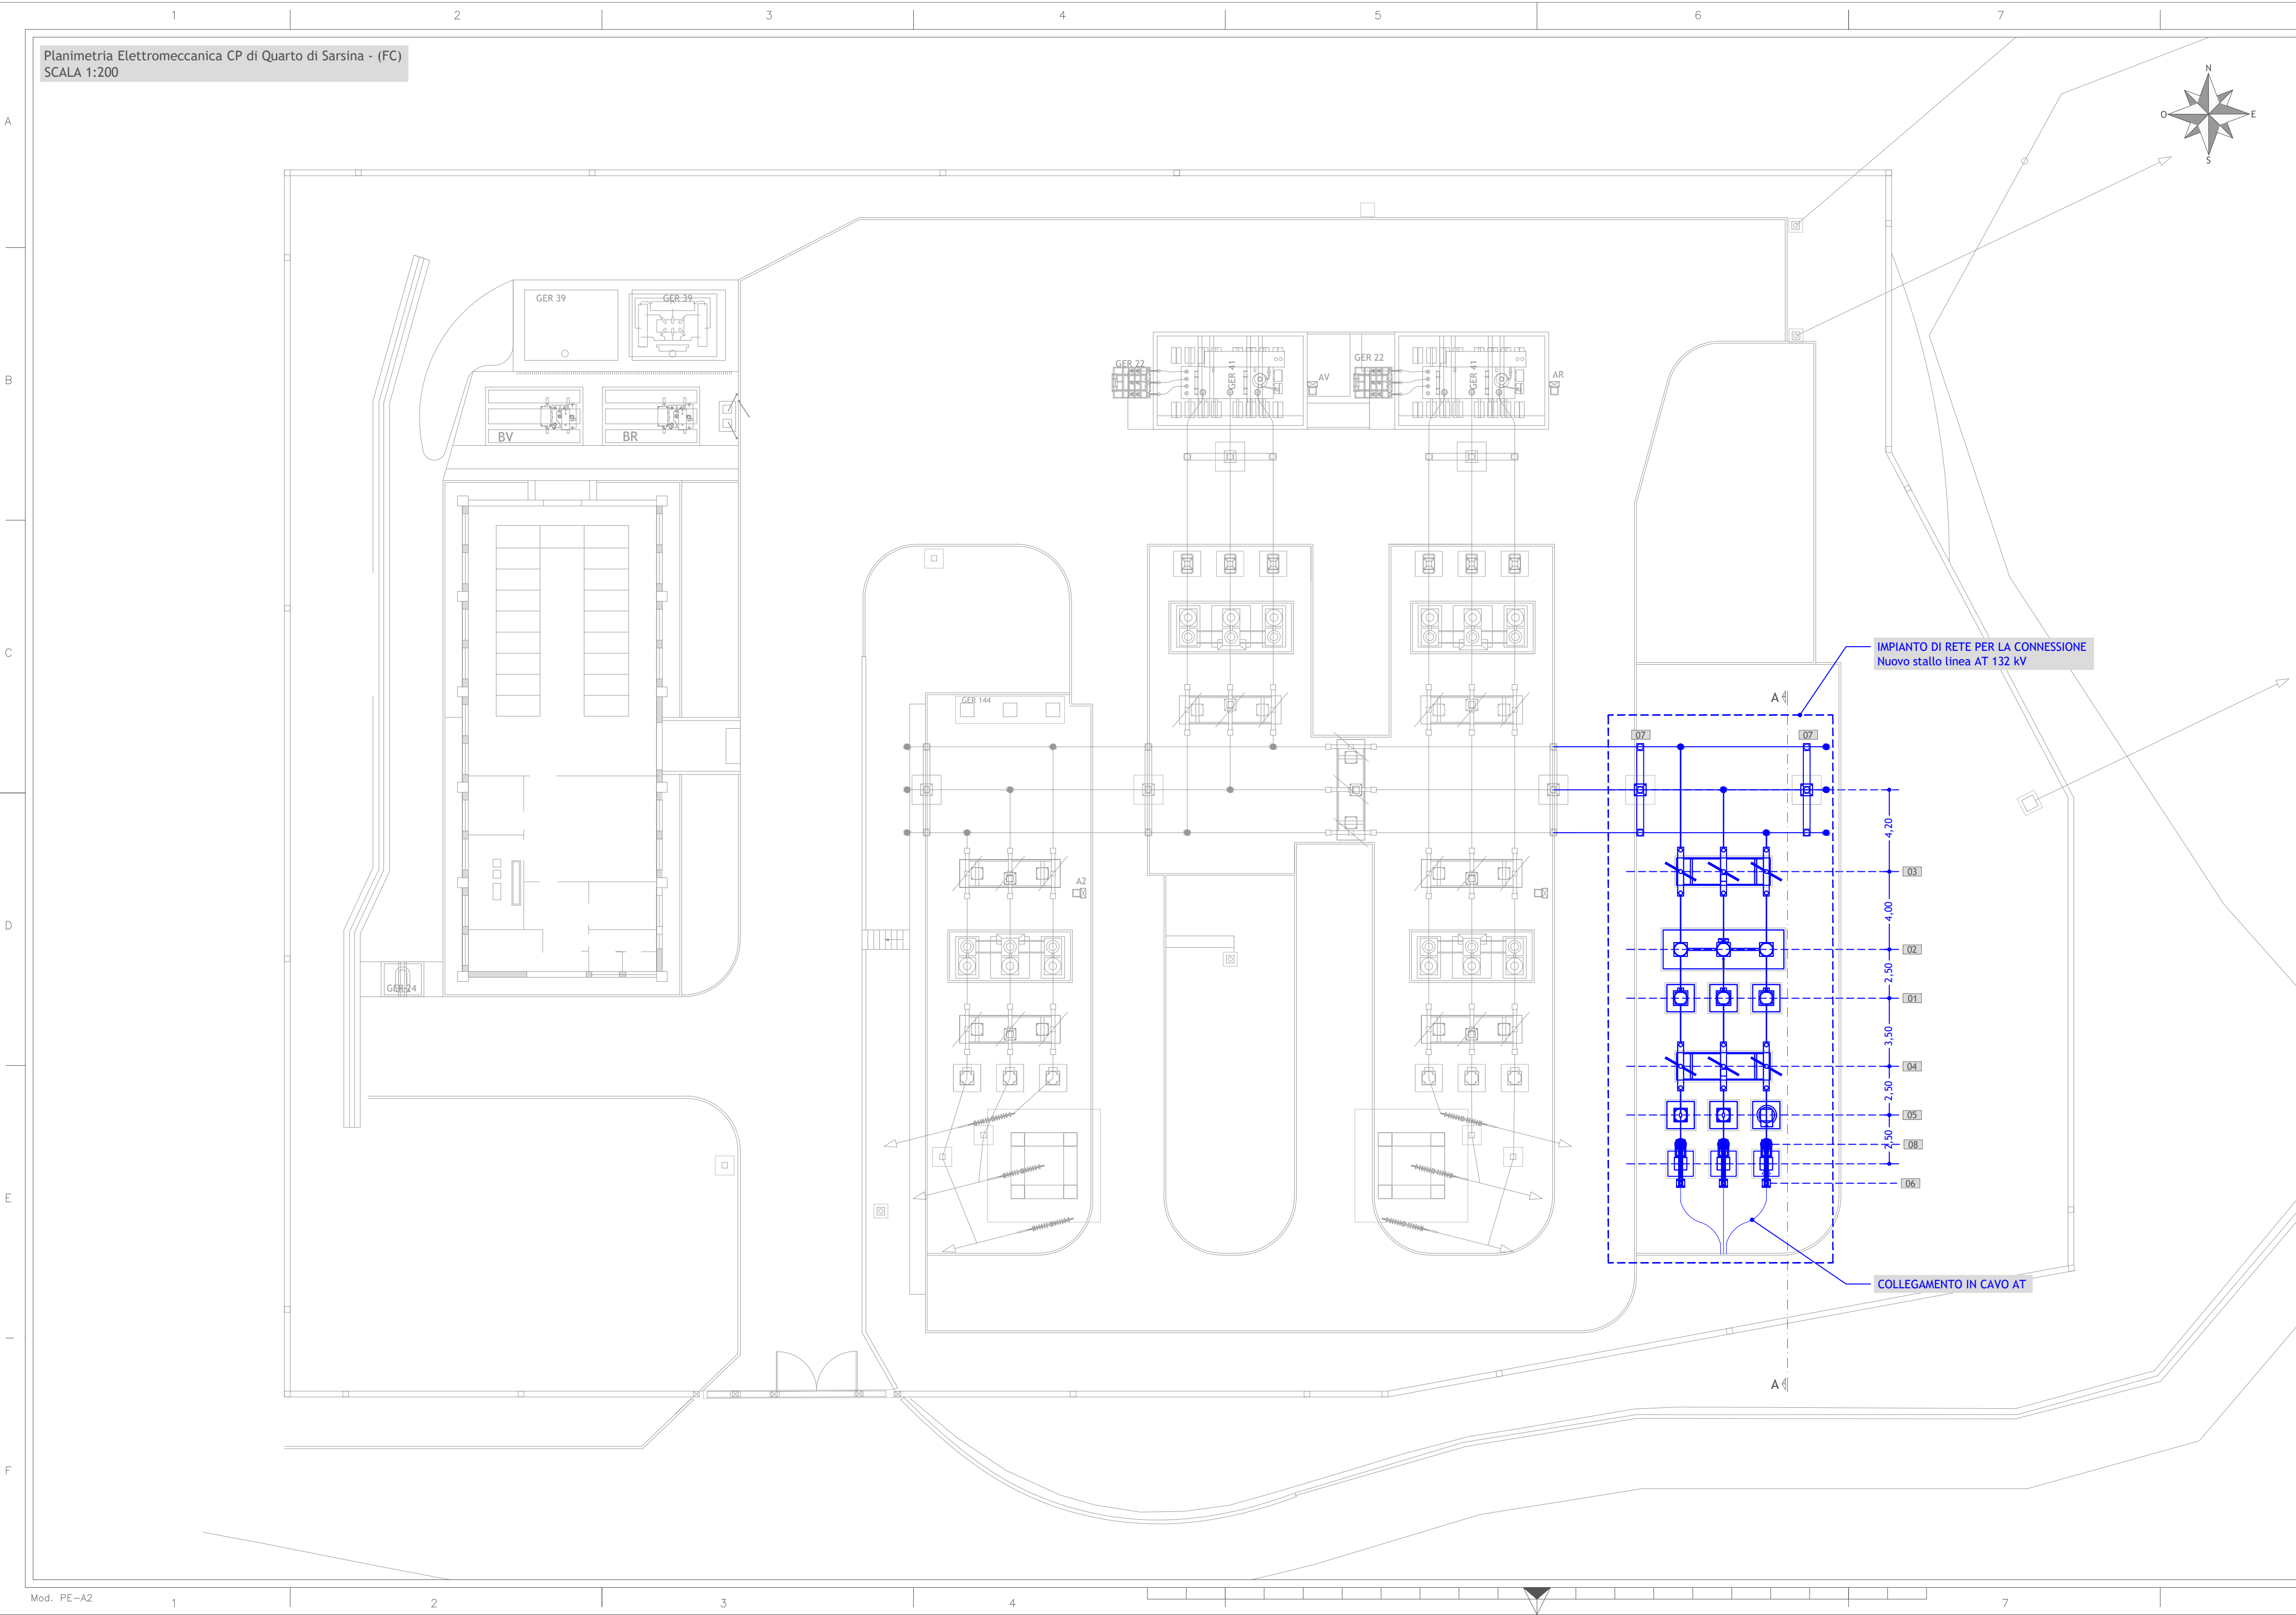 1 2 3 4 5 6 7
Planimetria Elettromeccanica CP di Quarto di Sarsina - (FC)
SCALA 1:200
N
O E
S
A
B
C
D
E
F
GER 39 GER 39
BV BR
GER 22 GER 41 AV GER 22 GER 41 AR
IMPIANTO DI RETE PER LA CONNESSIONE
Nuovo stallo linea AT 132 kV
A
GER 144
07 07
4,20
03
A2
4,00
02
2,50
01
GER 24
3,50
04
2,50
05
2,50
08
06
COLLEGAMENTO IN CAVO AT
A
Mod. PE-A2
1 2 3 4 7